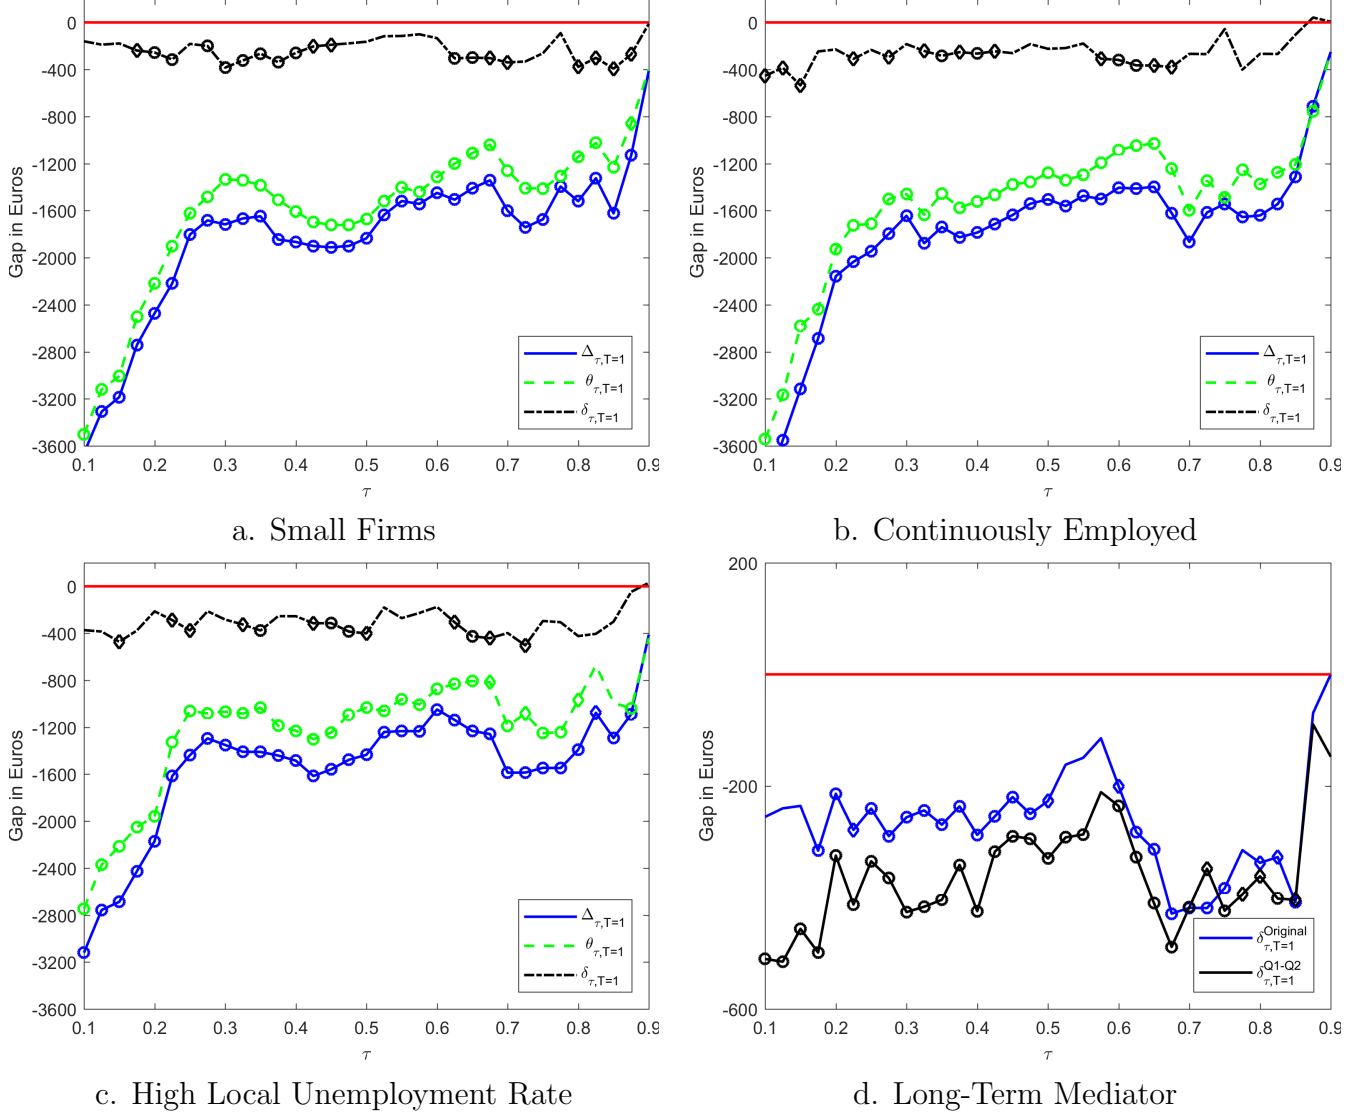 0
-400
-800
-1200
-1600
-2000
-2400
-2800
-3200
-3600
Gap in Euros
0.1 0.2 0.3 0.4 0.5 0.6 0.7 0.8 0.9
τ
Δτ,T=1
θτ,T=1
δτ,T=1
a. Small Firms
0
-400
-800
-1200
-1600
-2000
-2400
-2800
-3200
-3600
Gap in Euros
0.1 0.2 0.3 0.4 0.5 0.6 0.7 0.8 0.9
τ
Δτ,T=1
θτ,T=1
δτ,T=1
b. Continuously Employed
0
-400
-800
-1200
-1600
-2000
-2400
-2800
-3200
-3600
Gap in Euros
0.1 0.2 0.3 0.4 0.5 0.6 0.7 0.8 0.9
τ
Δτ,T=1
θτ,T=1
δτ,T=1
c. High Local Unemployment Rate
200
-200
-600
Gap in Euros
0.1 0.2 0.3 0.4 0.5 0.6 0.7 0.8 0.9
τ
δOriginal τ,T=1
δQ1-Q2 τ,T=1
d. Long-Term Mediator